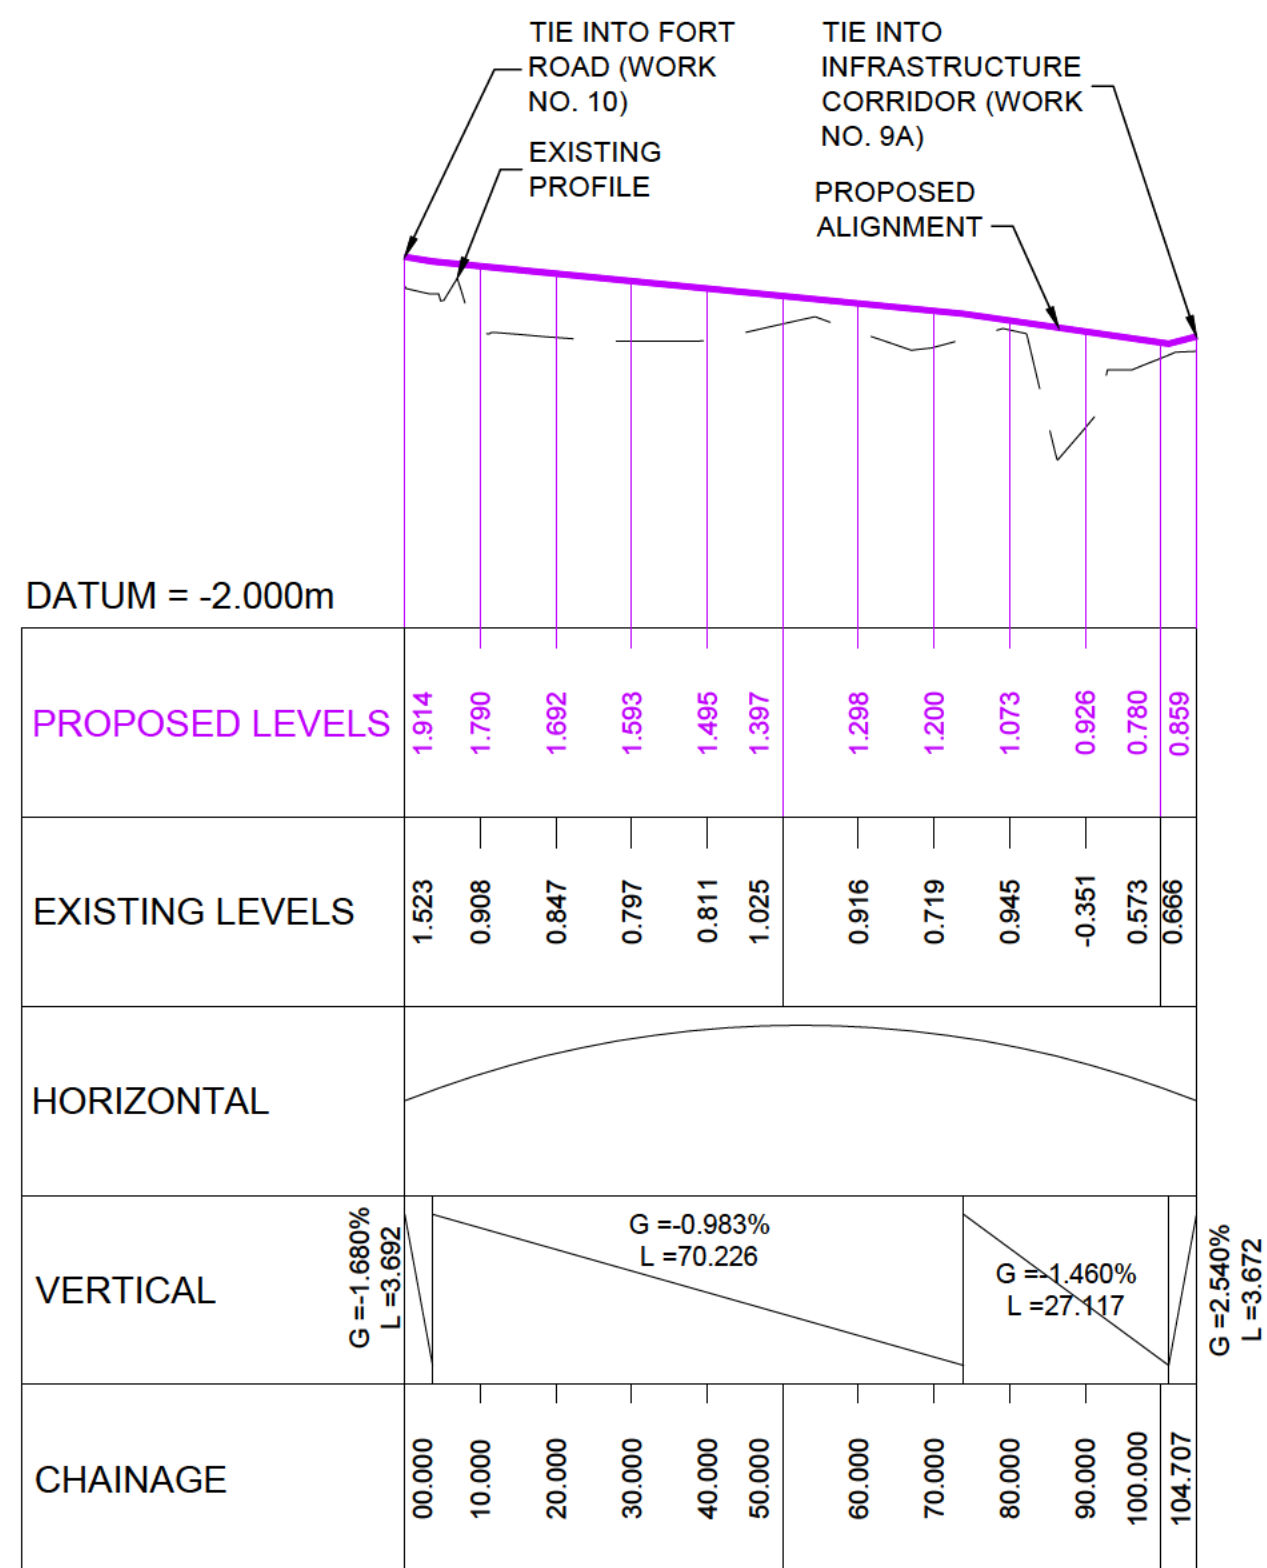 TIE INTO FORT
ROAD (WORK
NO. 10)
EXISTING
PROFILE
TIE INTO
INFRASTRUCTURE
CORRIDOR (WORK
NO. 9A)
PROPOSED
ALIGNMENT
DATUM = -2.000m
PROPOSED LEVELS
1.914
1.790
1.692
1.593
1.495
1.397
1.298
1.200
1.073
0.926
0.780
0.859
EXISTING LEVELS
1.523
0.908
0.847
0.797
0.811
1.025
0.916
0.719
0.945
-0.351
0.573
0.666
HORIZONTAL
VERTICAL
G =-1.680%
L =3.692
G =-0.983%
L =70.226
G =-1.460%
L =27.117
G =2.540%
L =3.672
CHAINAGE
00.000
10.000
20.000
30.000
40.000
50.000
60.000
70.000
80.000
90.000
100.000
104.707